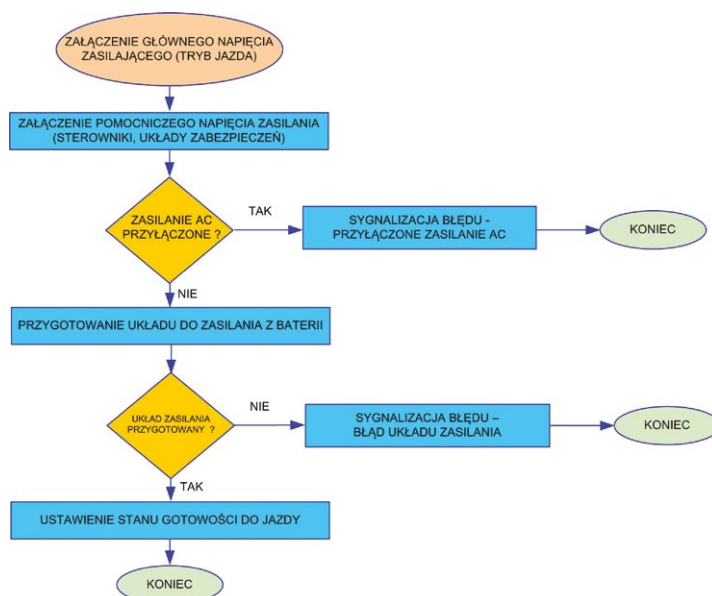 ZAŁĄCZENIE GŁÓWNEGO NAPIĘCIA
ZASILAJĄCEGO (TRYB JAZDA)
ZAŁĄCZENIE POMOCNICZEGO NAPIĘCIA ZASILANIA
(STEROWNIKI, UKŁADY ZABEZPIECZEŃ)
ZASILANIE AC
PRZYŁĄCZONE ?
TAK
SYGNALIZACJA BŁĘDU -
PRZYŁĄCZONE ZASILANIE AC
KONIEC
NIE
PRZYGOTOWANIE UKŁADU DO ZASILANIA Z BATERII
UKŁAD ZASILANIA
PRZYGOTOWANY ?
NIE
SYGNALIZACJA BŁĘDU –
BŁĄD UKŁADU ZASILANIA
KONIEC
TAK
USTAWIENIE STANU GOTOWOŚCI DO JAZDY
KONIEC